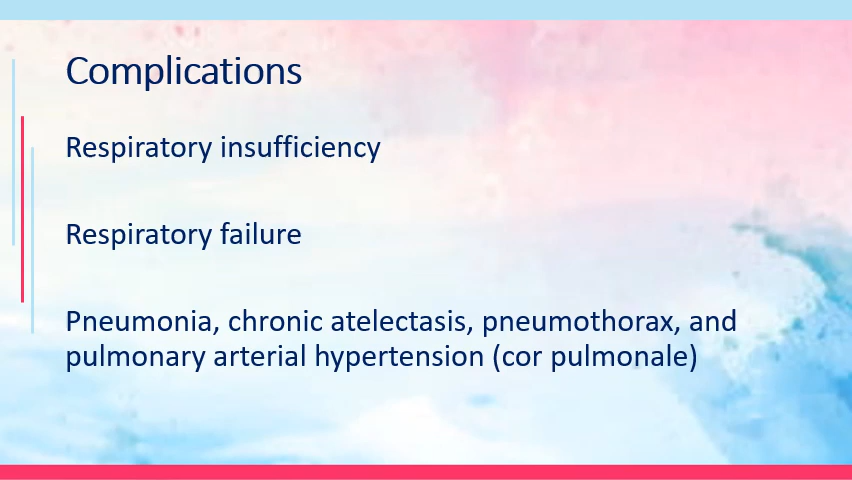 Complications
Respiratory insufficiency
Respiratory failure
Pneumonia, chronic atelectasis, pneumothorax, and
pulmonary arterial hypertension (cor pulmonale)